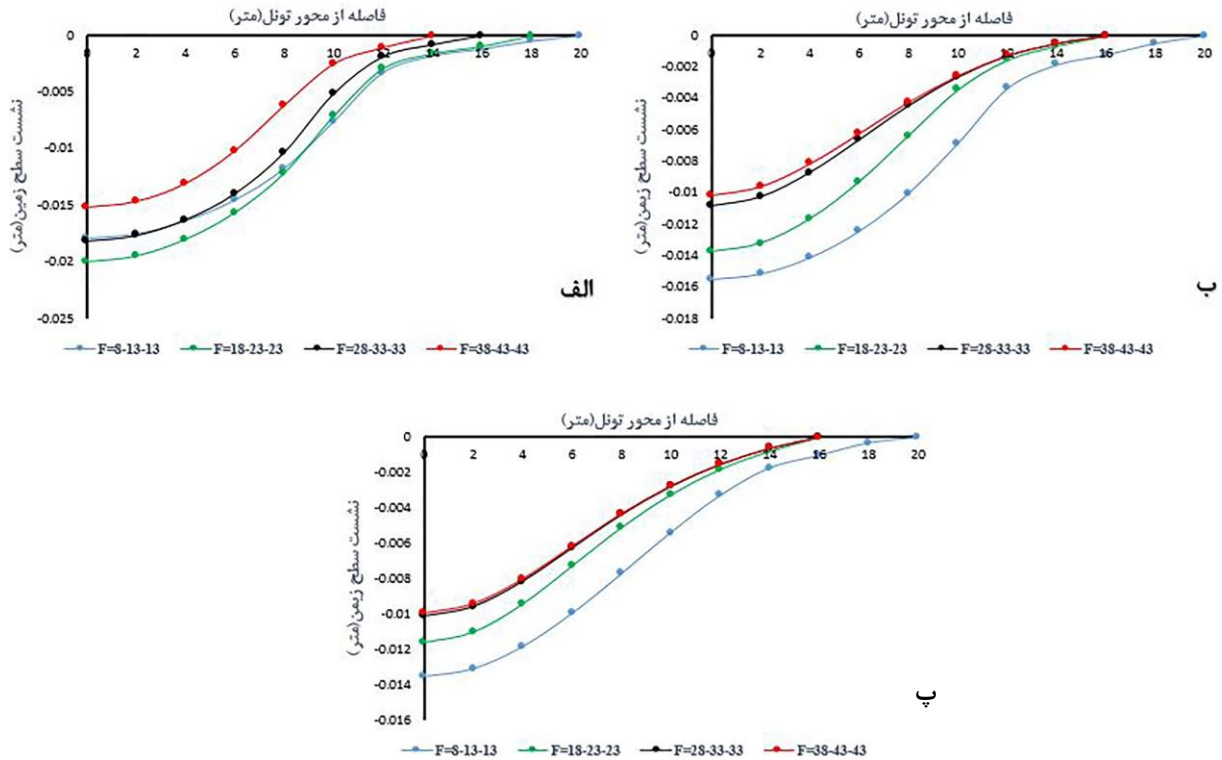 فاصله از محور تونل(متر)
0 2 4 6 8 10 12 14 16 18 20
0
-0.005
-0.01
-0.015
-0.02
-0.025
نشست سطح زمین(متر)
الف
F=8-13-13 F=18-23-23 F=28-33-33 F=38-43-43
فاصله از محور تونل(متر)
0 2 4 6 8 10 12 14 16 18 20
0
-0.002
-0.004
-0.006
-0.008
-0.01
-0.012
-0.014
-0.016
-0.018
نشست سطح زیمن(متر)
ب
F=8-13-13 F=18-23-23 F=28-33-33 F=38-43-43
فاصله از محور تونل(متر)
0 2 4 6 8 10 12 14 16 18 20
0
-0.002
-0.004
-0.006
-0.008
-0.01
-0.012
-0.014
-0.016
نشست سطح زیمن(متر)
پ
F=8-13-13 F=18-23-23 F=28-33-33 F=38-43-43